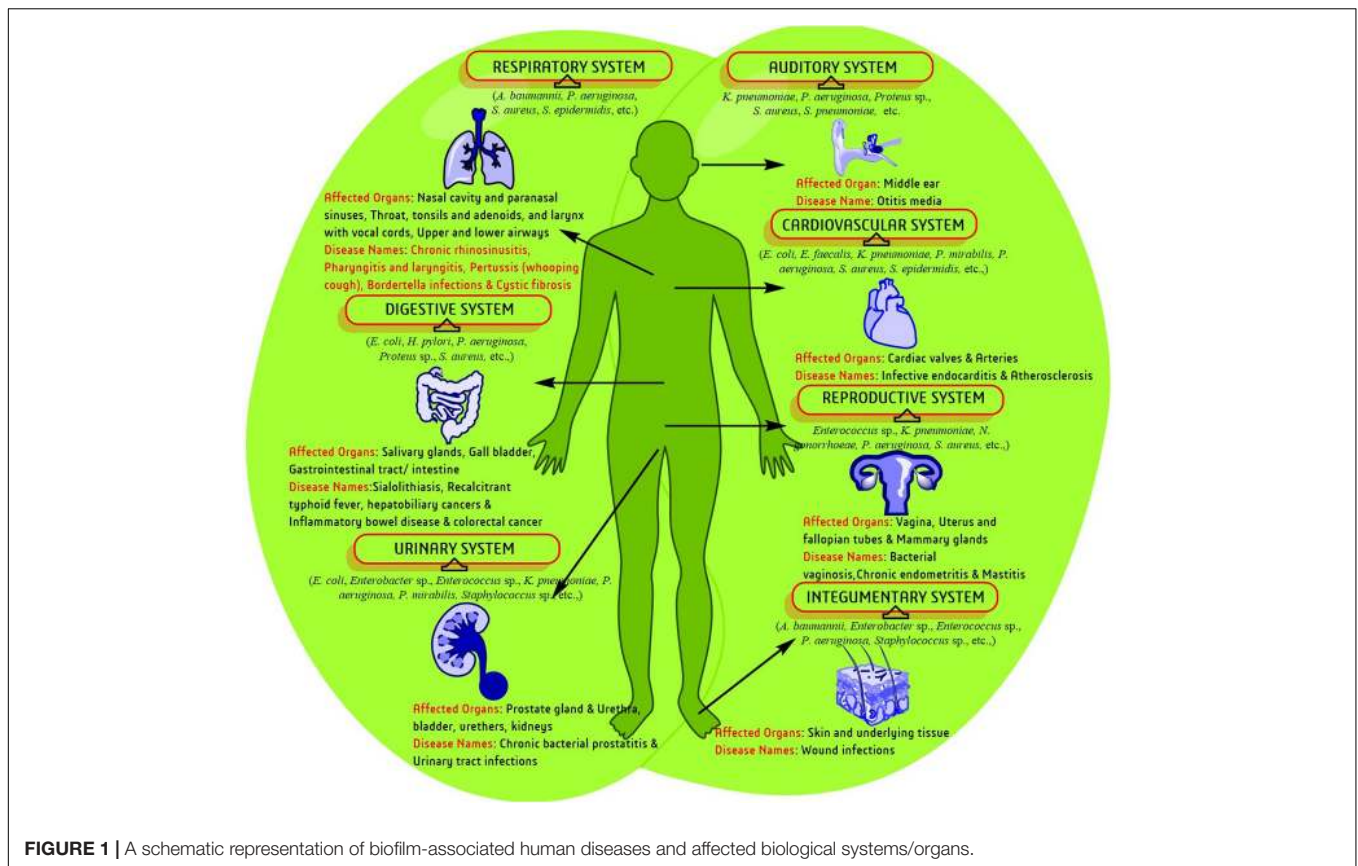 RESPIRATORY SYSTEM
(A. baumannii, P. aeruginosa,
S. aureus, S. epidermidis, etc.)
Affected Organs: Nasal cavity and paranasal
sinuses, Throat, tonsils and adenoids, and larynx
with vocal cords, Upper and lower airways
Disease Names: Chronic rhinosinusitis,
Pharyngitis and laryngitis, Pertussis (whooping
cough), Bordertella infections & Cystic fibrosis
DIGESTIVE SYSTEM
(E. coli, H. pylori, P. aeruginosa,
Proteus sp., S. aureus, etc.,)
Affected Organs: Salivary glands, Gall bladder,
Gastrointestinal tract/ intestine
Disease Names:Sialolithiasis, Recalcitrant
typhoid fever, hepatobiliary cancers &
Inflammatory bowel disease & colorectal cancer
URINARY SYSTEM
(E. coli, Enterobacter sp., Enterococcus sp., K. pneumoniae, P.
aeruginosa, P. mirabilis, Staphylococcus sp., etc.,)
Affected Organs: Prostate gland & Urethra,
bladder, urethers, kidneys
Disease Names: Chronic bacterial prostatitis &
Urinary tract infections
AUDITORY SYSTEM
K. pneumoniae, P. aeruginosa, Proteus sp.,
S. aureus, S. pneumoniae, etc.
Affected Organ: Middle ear
Disease Name: Otitis media
CARDIOVASCULAR SYSTEM
(E. coli, E. faecalis, K. pneumoniae, P. mirabilis, P.
aeruginosa, S. aureus, S. epidermidis, etc.,)
Affected Organs: Cardiac valves & Arteries
Disease Names: Infective endocarditis & Atherosclerosis
REPRODUCTIVE SYSTEM
Enterococcus sp., K. pneumoniae, N.
gonorrhoeae, P. aeruginosa, S. aureus, etc.,)
Affected Organs: Vagina, Uterus and
fallopian tubes & Mammary glands
Disease Names: Bacterial
vaginosis,Chronic endometritis & Mastitis
INTEGUMENTARY SYSTEM
(A. baumannii, Enterobacter sp., Enterococcus sp.,
P. aeruginosa, Staphylococcus sp., etc.,)
Affected Organs: Skin and underlying tissue
Disease Names: Wound infections
FIGURE 1 | A schematic representation of biofilm-associated human diseases and affected biological systems/organs.